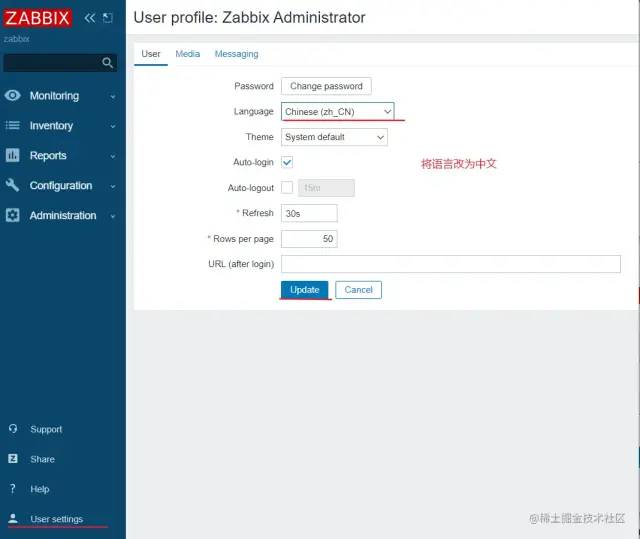 ZABBIX
zabbix
Monitoring
Inventory
Reports
Configuration
Administration
Support
Z Share
? Help
User settings
User profile: Zabbix Administrator
User Media Messaging
Password Change password
Language Chinese (zh_CN)
Theme System default
Auto-login
将语言改为中文
Auto-logout 15m
* Refresh 30s
* Rows per page 50
URL (after login)
Update Cancel
@稀土掘金技术社区